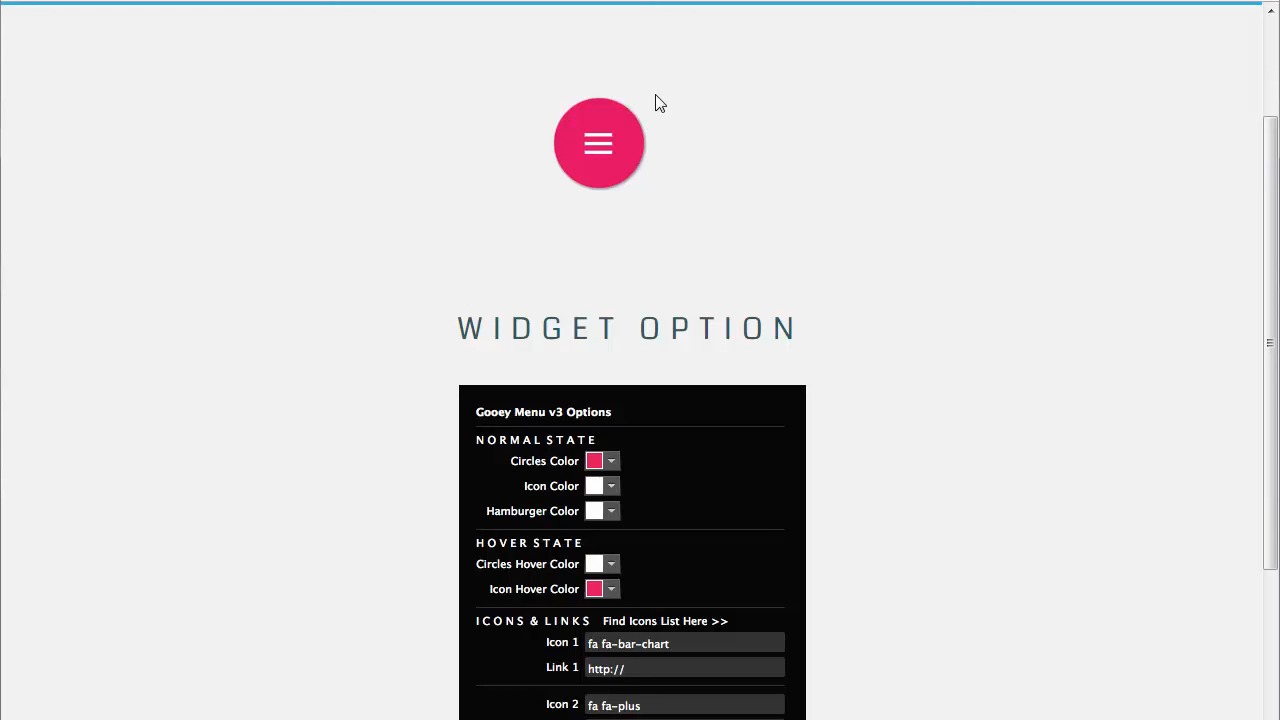 WIDGET OPTION
Gooey Menu v3 Options
NORMAL STATE
Circles Color
Icon Color
Hamburger Color
HOVER STATE
Circles Hover Color
Icon Hover Color
ICONS & LINKS Find Icons List Here >>
Icon 1 fa fa-bar-chart
Link 1 http://
Icon 2 fa fa-plus